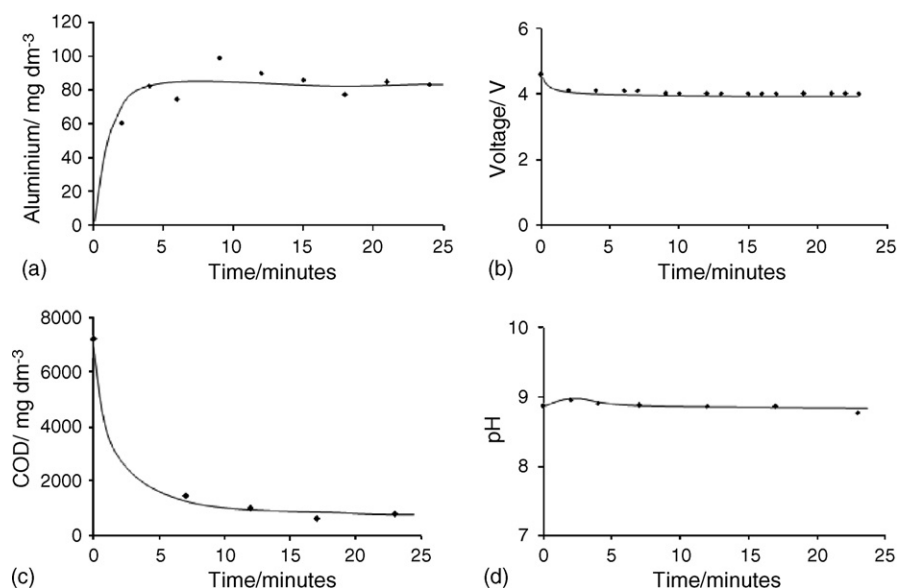 120
100
80
60
40
20
0
Aluminium/ mg dm-3
0 5 10 15 20 25
Time/minutes
(a)
6
4
2
0
Voltage/ V
0 5 10 15 20 25
Time/minutes
(b)
8000
6000
4000
2000
0
COD/ mg dm-3
0 5 10 15 20 25
Time/minutes
(c)
10
9
8
7
pH
0 5 10 15 20 25
Time/minutes
(d)